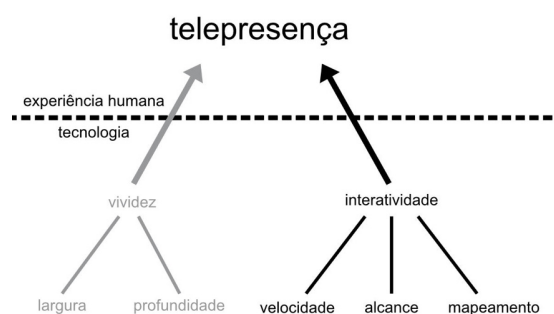 telepresença
experiência humana
tecnologia
vividez
interatividade
largura
profundidade
velocidade
alcance
mapeamento